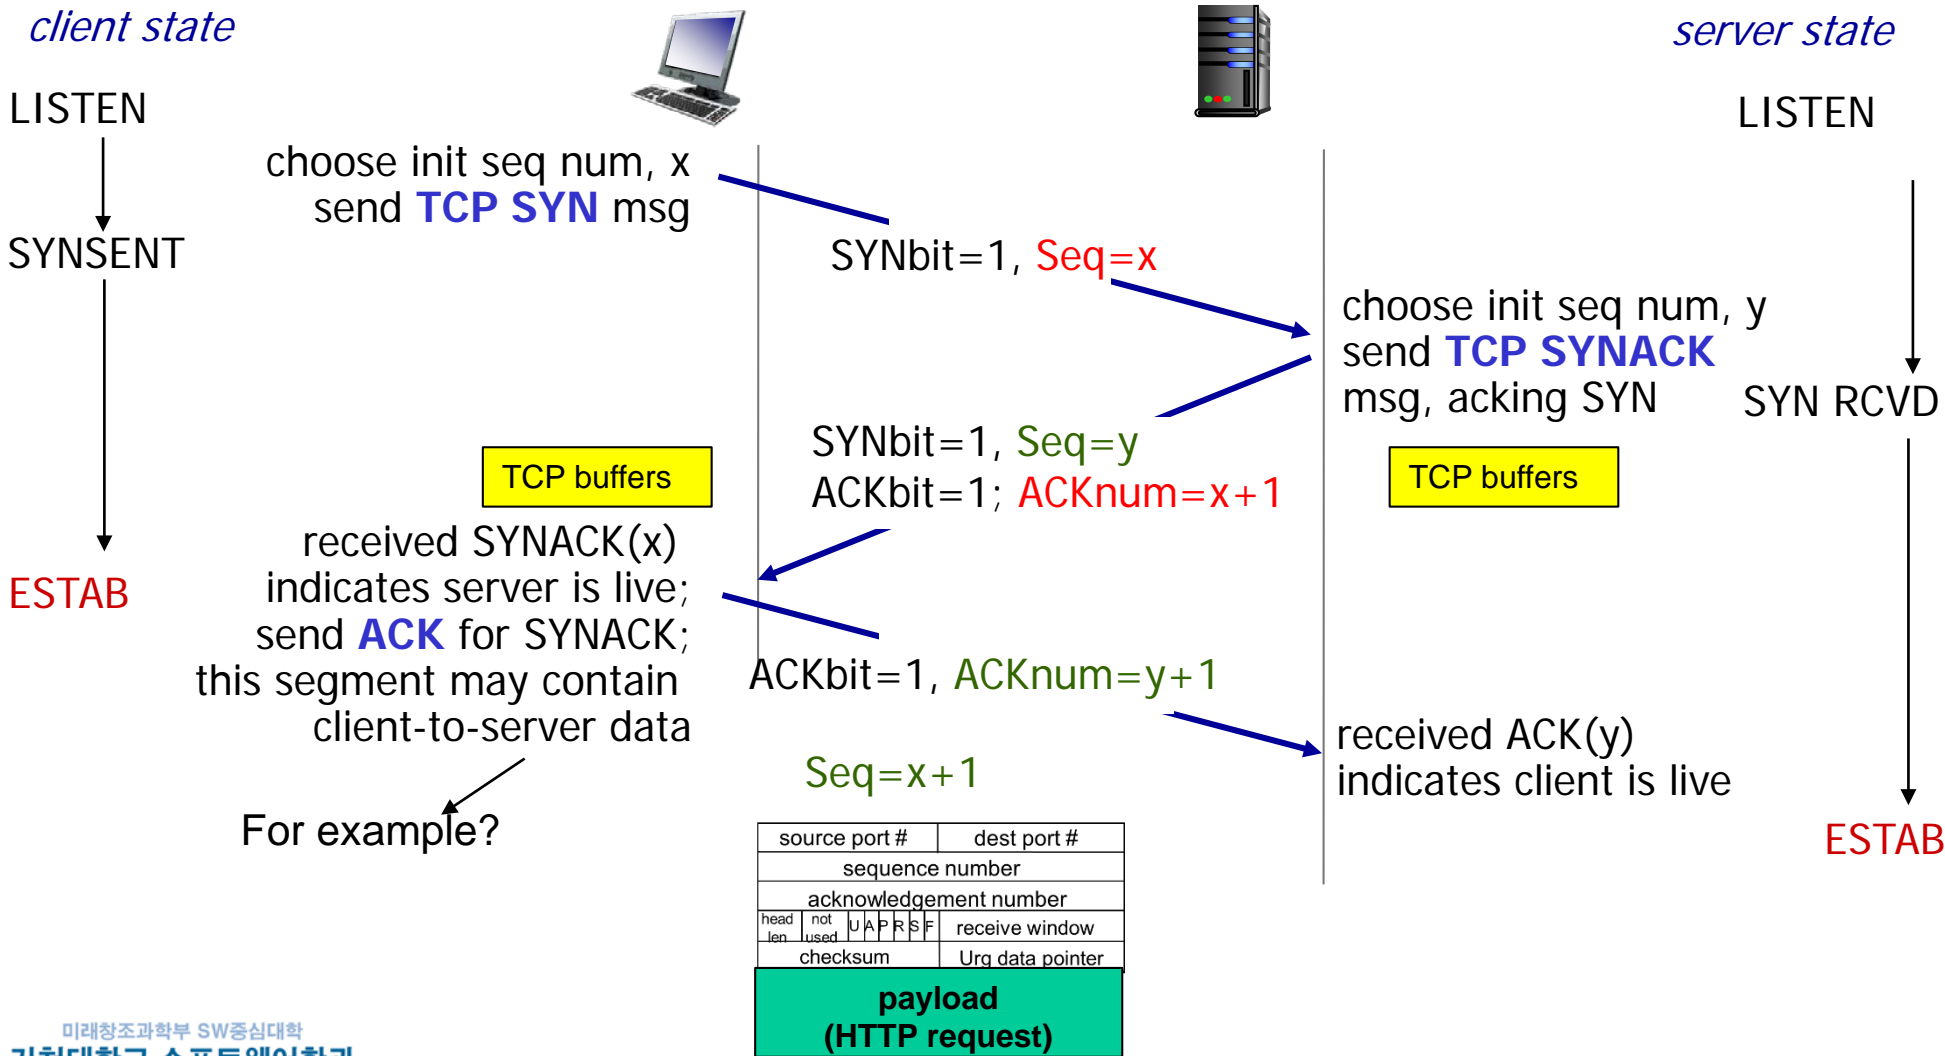 client state
server state
LISTEN
LISTEN
choose init seq num, x
send TCP SYN msg
SYNSENT
SYNbit=1, Seq=x
choose init seq num, y
send TCP SYNACK
msg, acking SYN
SYN RCVD
SYNbit=1, Seq=y
ACKbit=1; ACKnum=x+1
TCP buffers
TCP buffers
received SYNACK(x)
indicates server is live;
send ACK for SYNACK;
this segment may contain
client-to-server data
ESTAB
ACKbit=1, ACKnum=y+1
Seq=x+1
received ACK(y)
indicates client is live
For example?
ESTAB
source port #
dest port #
sequence number
acknowledgement number
head
len
not
used
U A P R S F
receive window
checksum
Urg data pointer
payload
(HTTP request)
미래창조과학부 SW중심대학